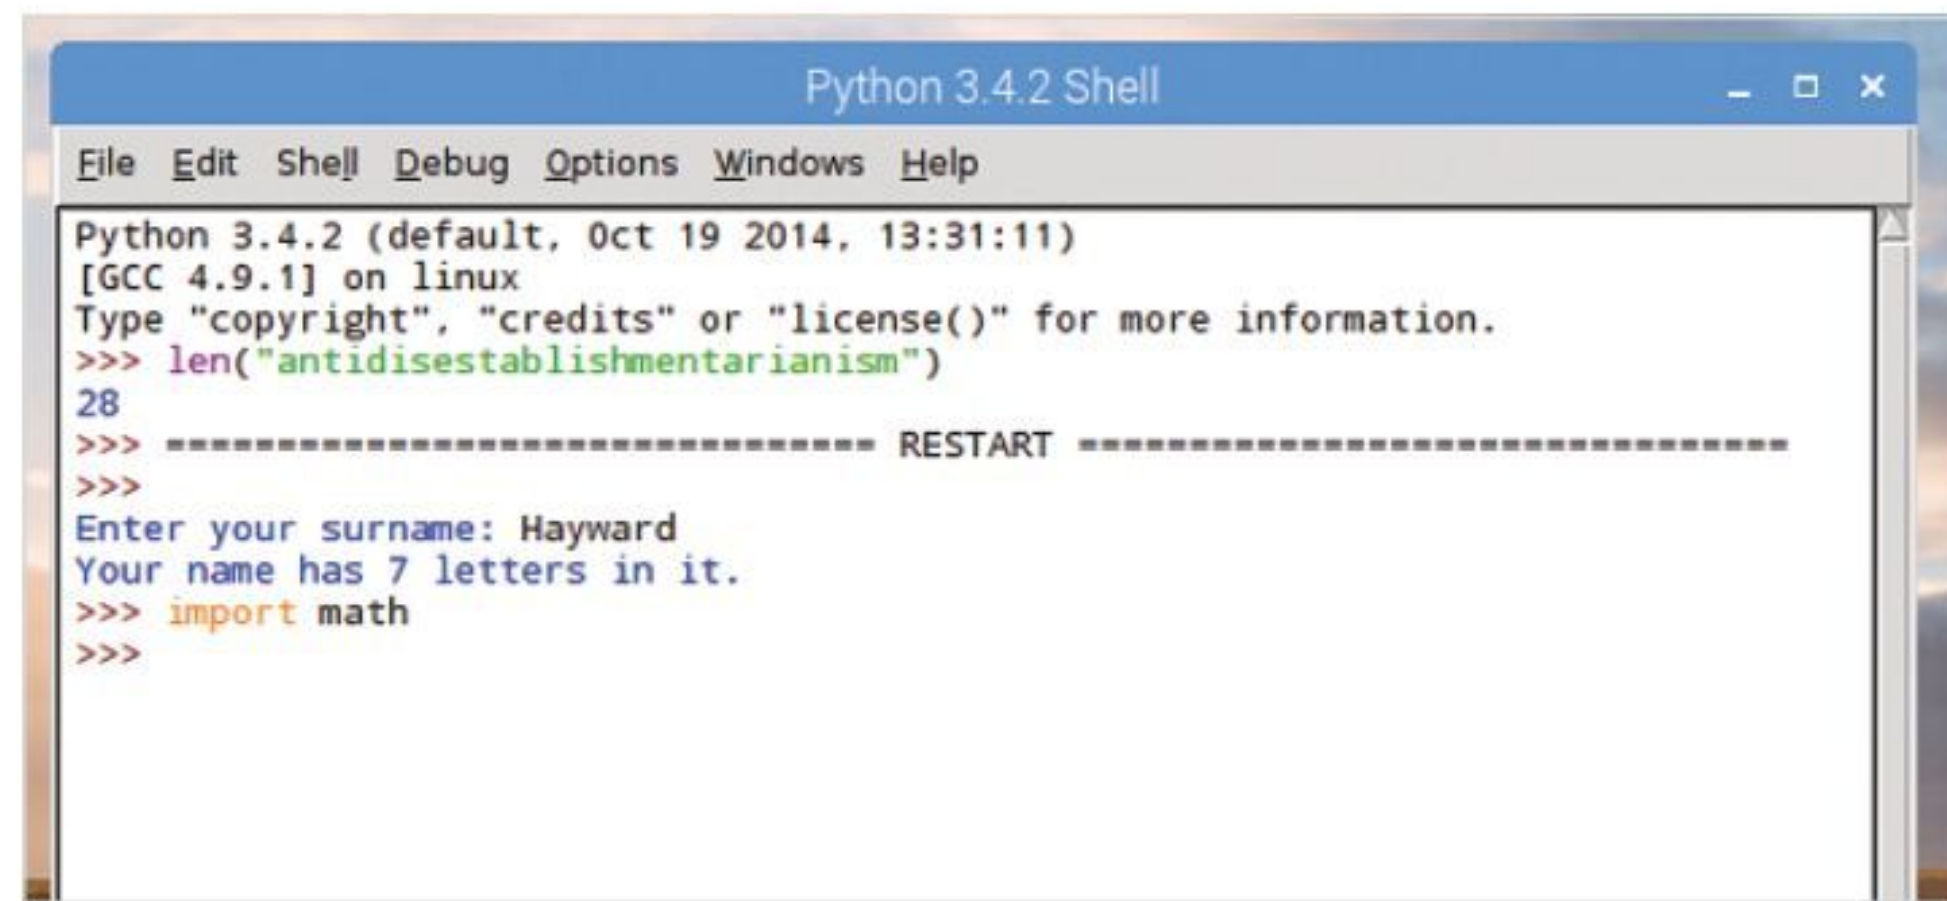 Python 3.4.2 Shell
File Edit Shell Debug Options Windows Help
Python 3.4.2 (default, Oct 19 2014, 13:31:11)
[GCC 4.9.1] on linux
Type "copyright", "credits" or "license()" for more information.
>>> len("antidisestablishmentarianism")
28
>>> ================================ RESTART ================================
>>>
Enter your surname: Hayward
Your name has 7 letters in it.
>>> import math
>>>